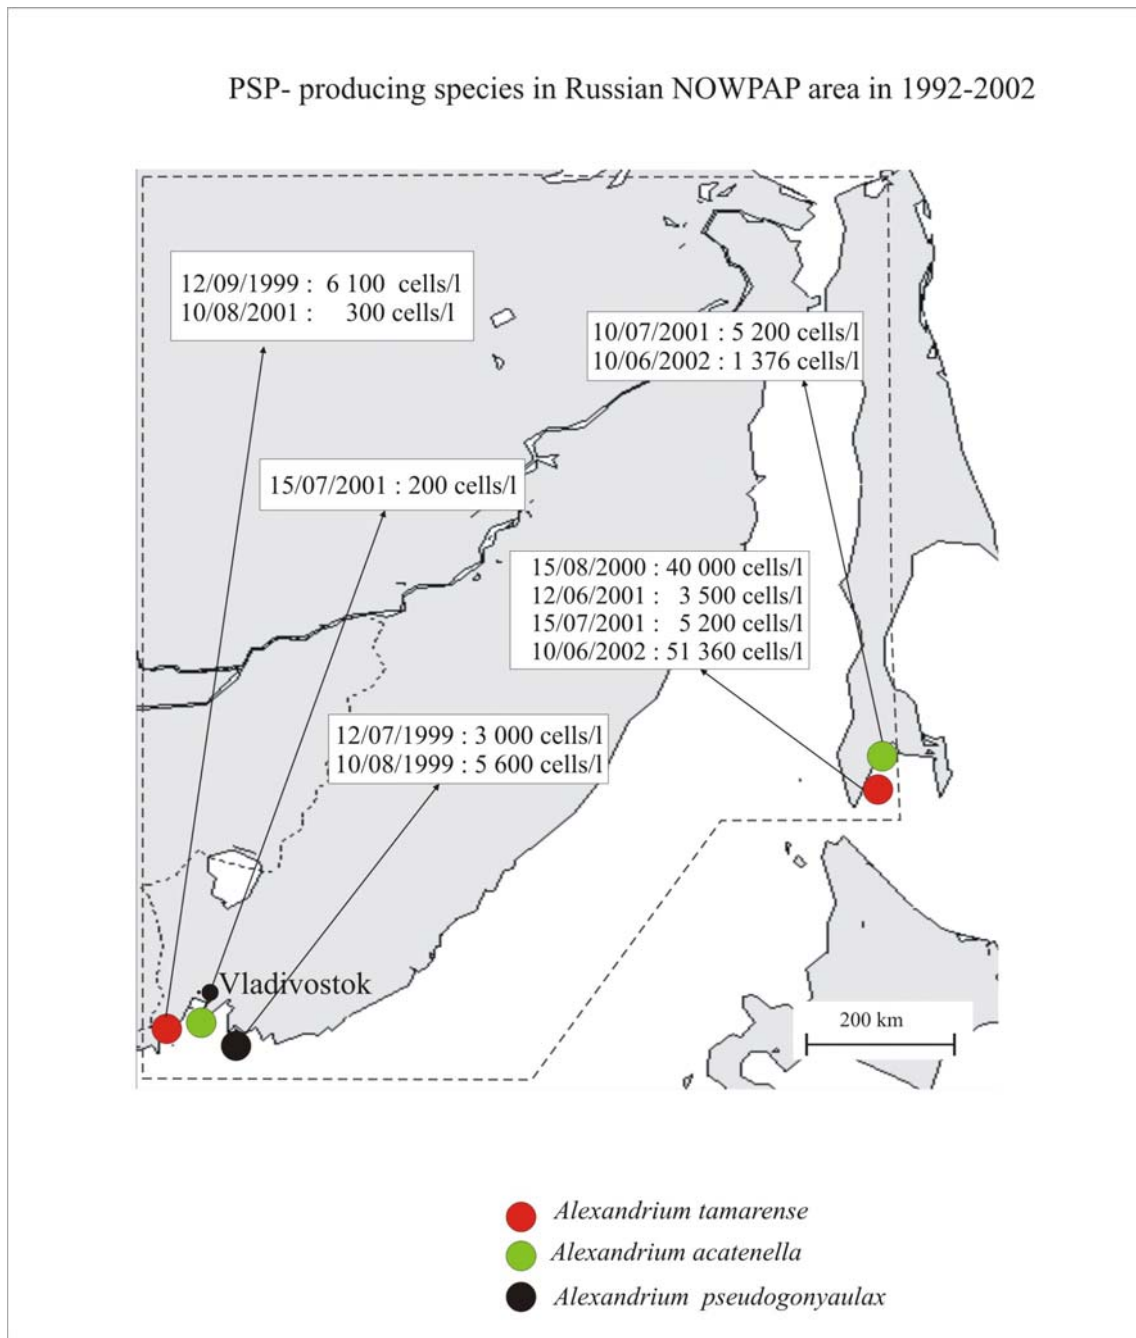 PSP- producing species in Russian NOWPAP area in 1992-2002
12/09/1999 : 6 100 cells/l
10/08/2001 : 300 cells/l
10/07/2001 : 5 200 cells/l
10/06/2002 : 1 376 cells/l
15/07/2001 : 200 cells/l
15/08/2000 : 40 000 cells/l
12/06/2001 : 3 500 cells/l
15/07/2001 : 5 200 cells/l
10/06/2002 : 51 360 cells/l
12/07/1999 : 3 000 cells/l
10/08/1999 : 5 600 cells/l
Vladivostok
200 km
Alexandrium tamarense
Alexandrium acatenella
Alexandrium pseudogonyaulax